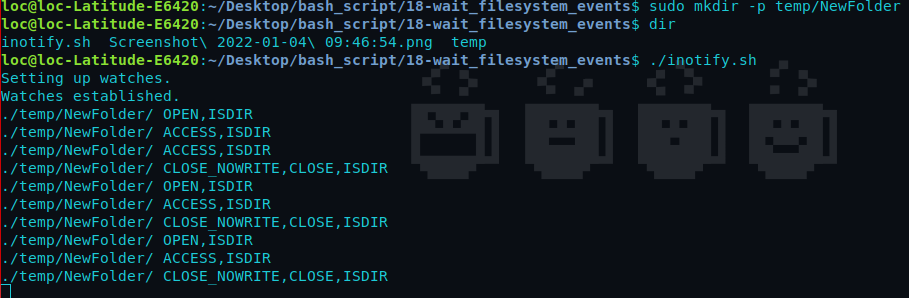 loc@loc-Latitude-E6420:~/Desktop/bash_script/18-wait_filesystem_events$ sudo mkdir -p temp/NewFolder
loc@loc-Latitude-E6420:~/Desktop/bash_script/18-wait_filesystem_events$ dir
inotify.sh  Screenshot\ 2022-01-04\ 09:46:54.png  temp
loc@loc-Latitude-E6420:~/Desktop/bash_script/18-wait_filesystem_events$ ./inotify.sh
Setting up watches.
Watches established.
./temp/NewFolder/ OPEN,ISDIR
./temp/NewFolder/ ACCESS,ISDIR
./temp/NewFolder/ ACCESS,ISDIR
./temp/NewFolder/ CLOSE_NOWRITE,CLOSE,ISDIR
./temp/NewFolder/ OPEN,ISDIR
./temp/NewFolder/ ACCESS,ISDIR
./temp/NewFolder/ CLOSE_NOWRITE,CLOSE,ISDIR
./temp/NewFolder/ OPEN,ISDIR
./temp/NewFolder/ ACCESS,ISDIR
./temp/NewFolder/ CLOSE_NOWRITE,CLOSE,ISDIR